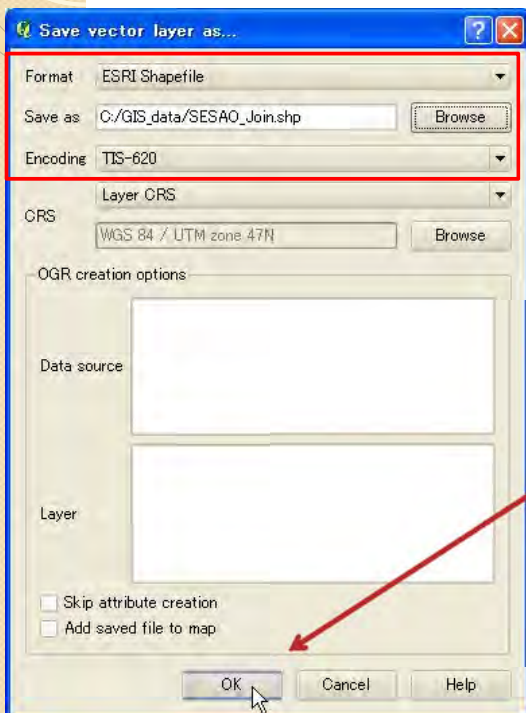 Save vector layer as...
Format ESRI Shapefile
Save as C:/GIS_data/SESAO_Join.shp Browse
Encoding TIS-620
Layer CRS
CRS
WGS 84 / UTM zone 47N Browse
OGR creation options
Data source
Layer
Skip attribute creation
Add saved file to map
OK Cancel Help